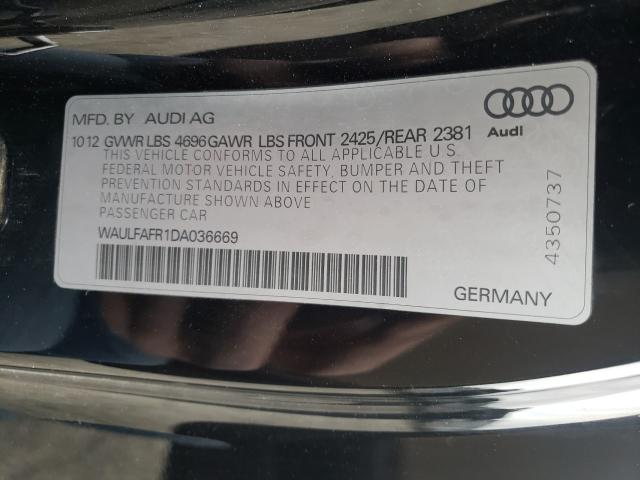 MFD. BY AUDI AG
10 12 GVWR LBS 4696 GAWR LBS FRONT 2425/REAR 2381
Audi
THIS VEHICLE CONFORMS TO ALL APPLICABLE U S
FEDERAL MOTOR VEHICLE SAFETY, BUMPER AND THEFT
PREVENTION STANDARDS IN EFFECT ON THE DATE OF
MANUFACTURE SHOWN ABOVE
PASSENGER CAR
WAULFAFR1DA036669
4350737
GERMANY